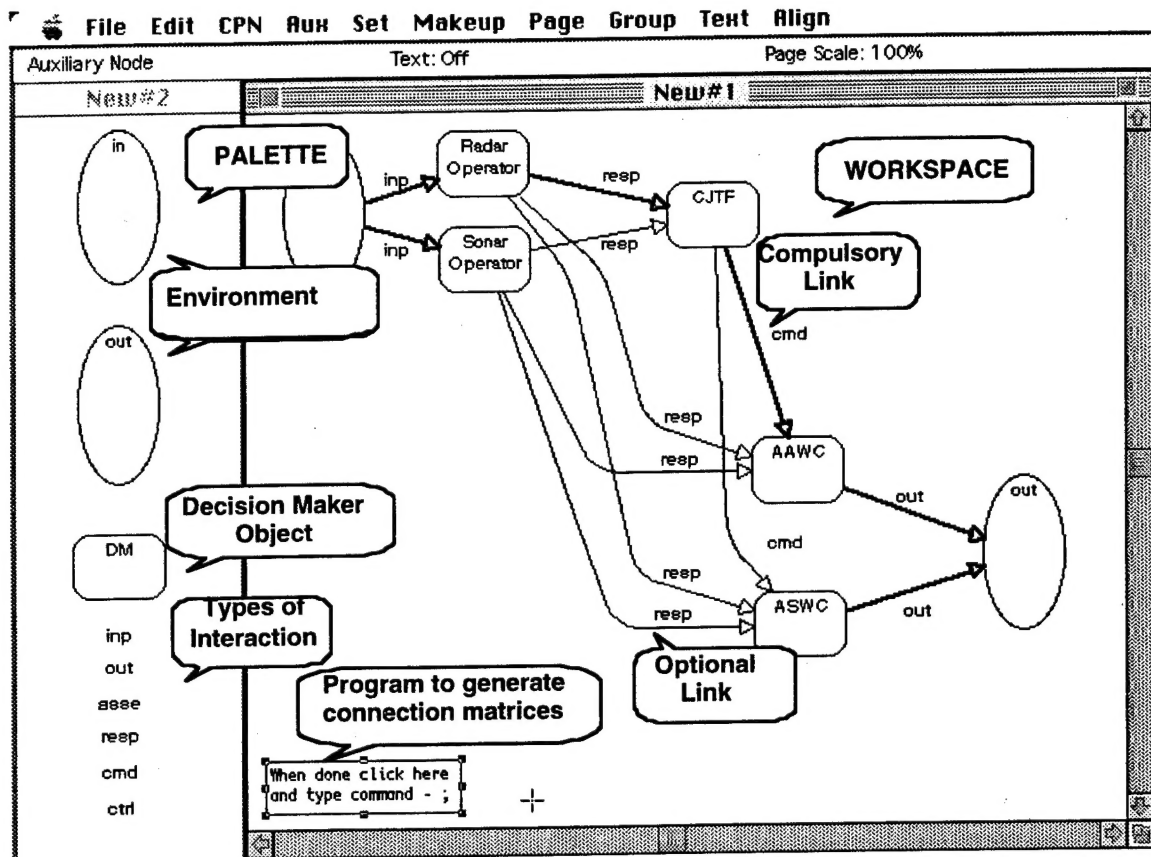 File Edit CPN Aux Set Makeup Page Group Text Align
Auxiliary Node Text: Off Page Scale: 100%
New#2
New#1
in
PALETTE
inp
inp
Radar
Operator
Sonar
Operator
resp
resp
CJTF
WORKSPACE
Compulsory
Link
Environment
cmd
out
resp
resp
AAWC
out
out
Decision Maker
Object
DM
cmd
resp
resp
ASWC
out
Types of
Interaction
inp
out
asse
resp
cmd
ctrl
Optional
Link
Program to generate
connection matrices
When done click here
and type command - ;